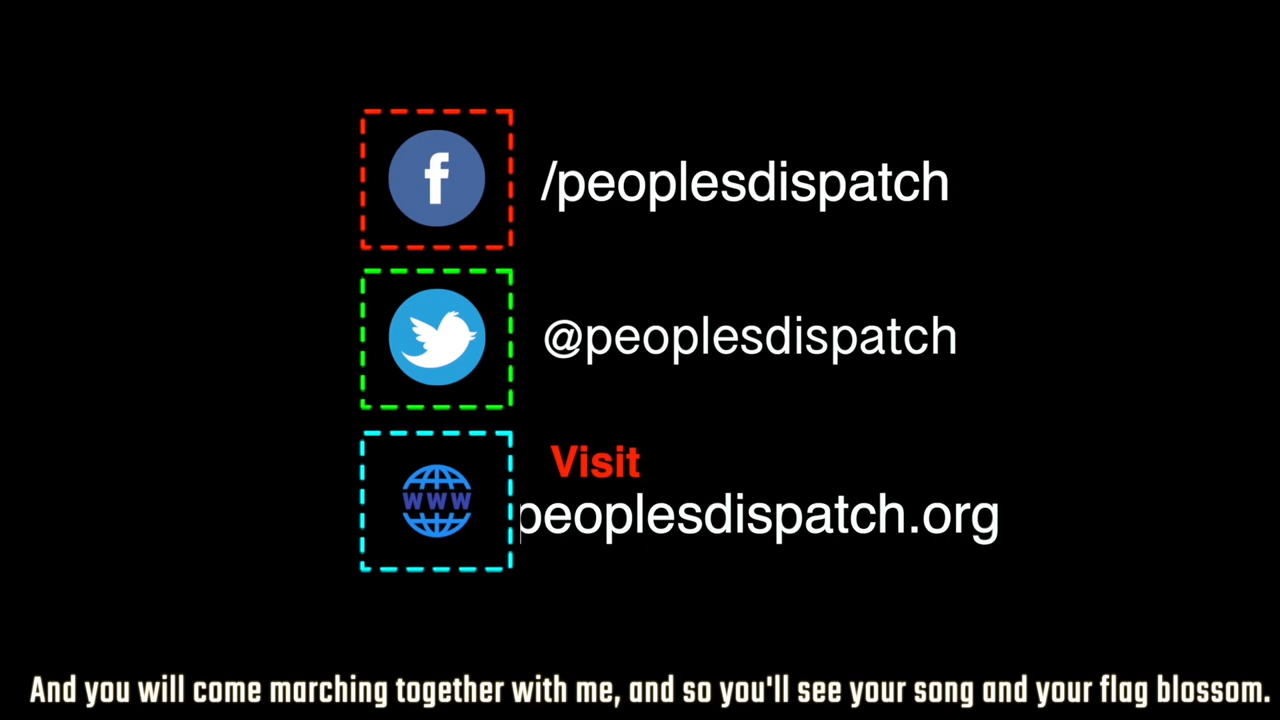 f
/peoplesdispatch
@peoplesdispatch
Visit
WWW
peoplesdispatch.org
And you will come marching together with me, and so you'll see your song and your flag blossom.